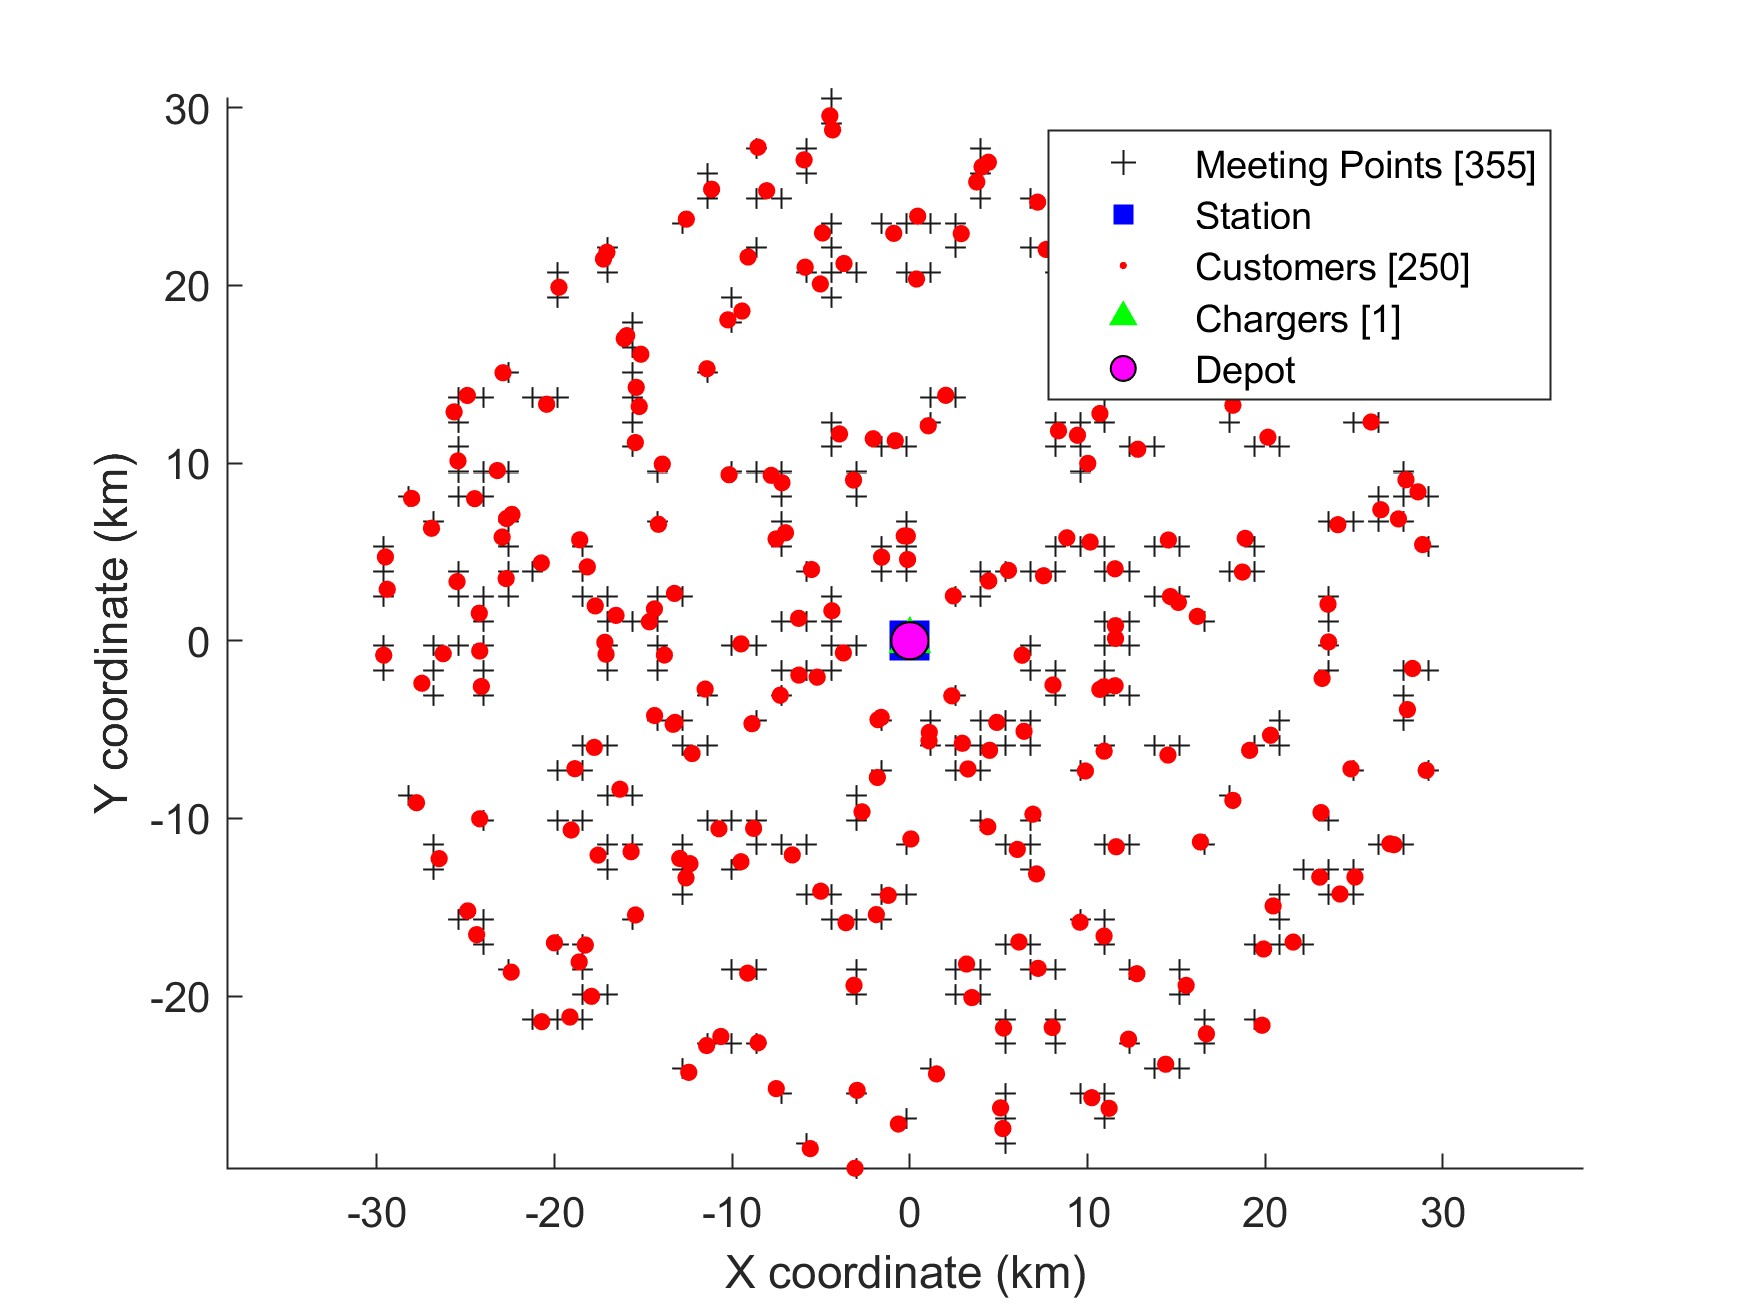 30
20
10
0
-10
-20
-30
-20
-10
0
10
20
30
X coordinate (km)
Y coordinate (km)
Meeting Points [355]
Station
Customers [250]
Chargers [1]
Depot